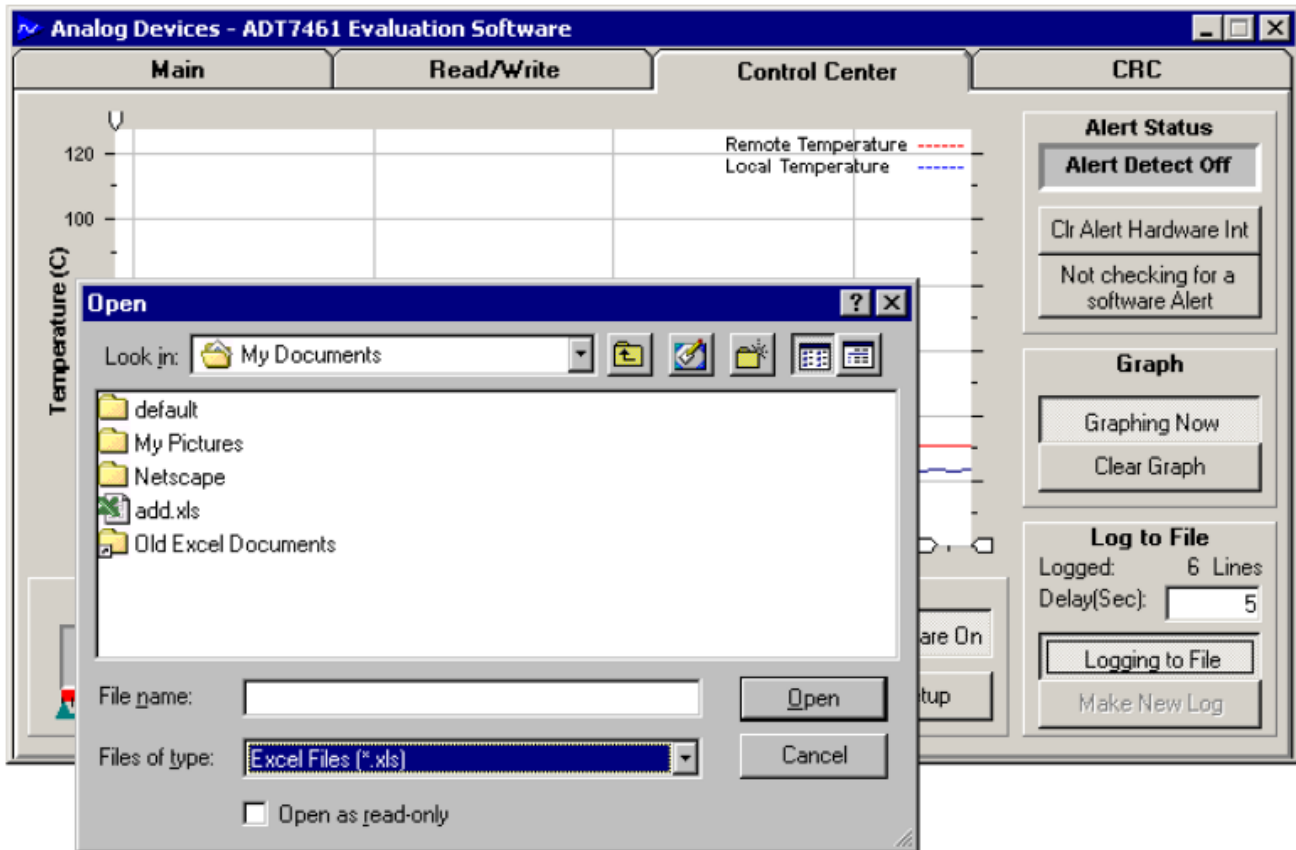 Analog Devices - ADT7461 Evaluation Software
Main
Read/Write
Control Center
CRC
Remote Temperature
Local Temperature
120
100
Temperature (C)
Alert Status
Alert Detect Off
Clr Alert Hardware Int
Not checking for a
software Alert
Graph
Graphing Now
Clear Graph
Log to File
Logged: 6 Lines
Delay(Sec): 5
Logging to File
Make New Log
are On
tup
Open
Look in: My Documents
default
My Pictures
Netscape
add.xls
Old Excel Documents
File name:
Open
Files of type: Excel Files (*.xls)
Cancel
Open as read-only